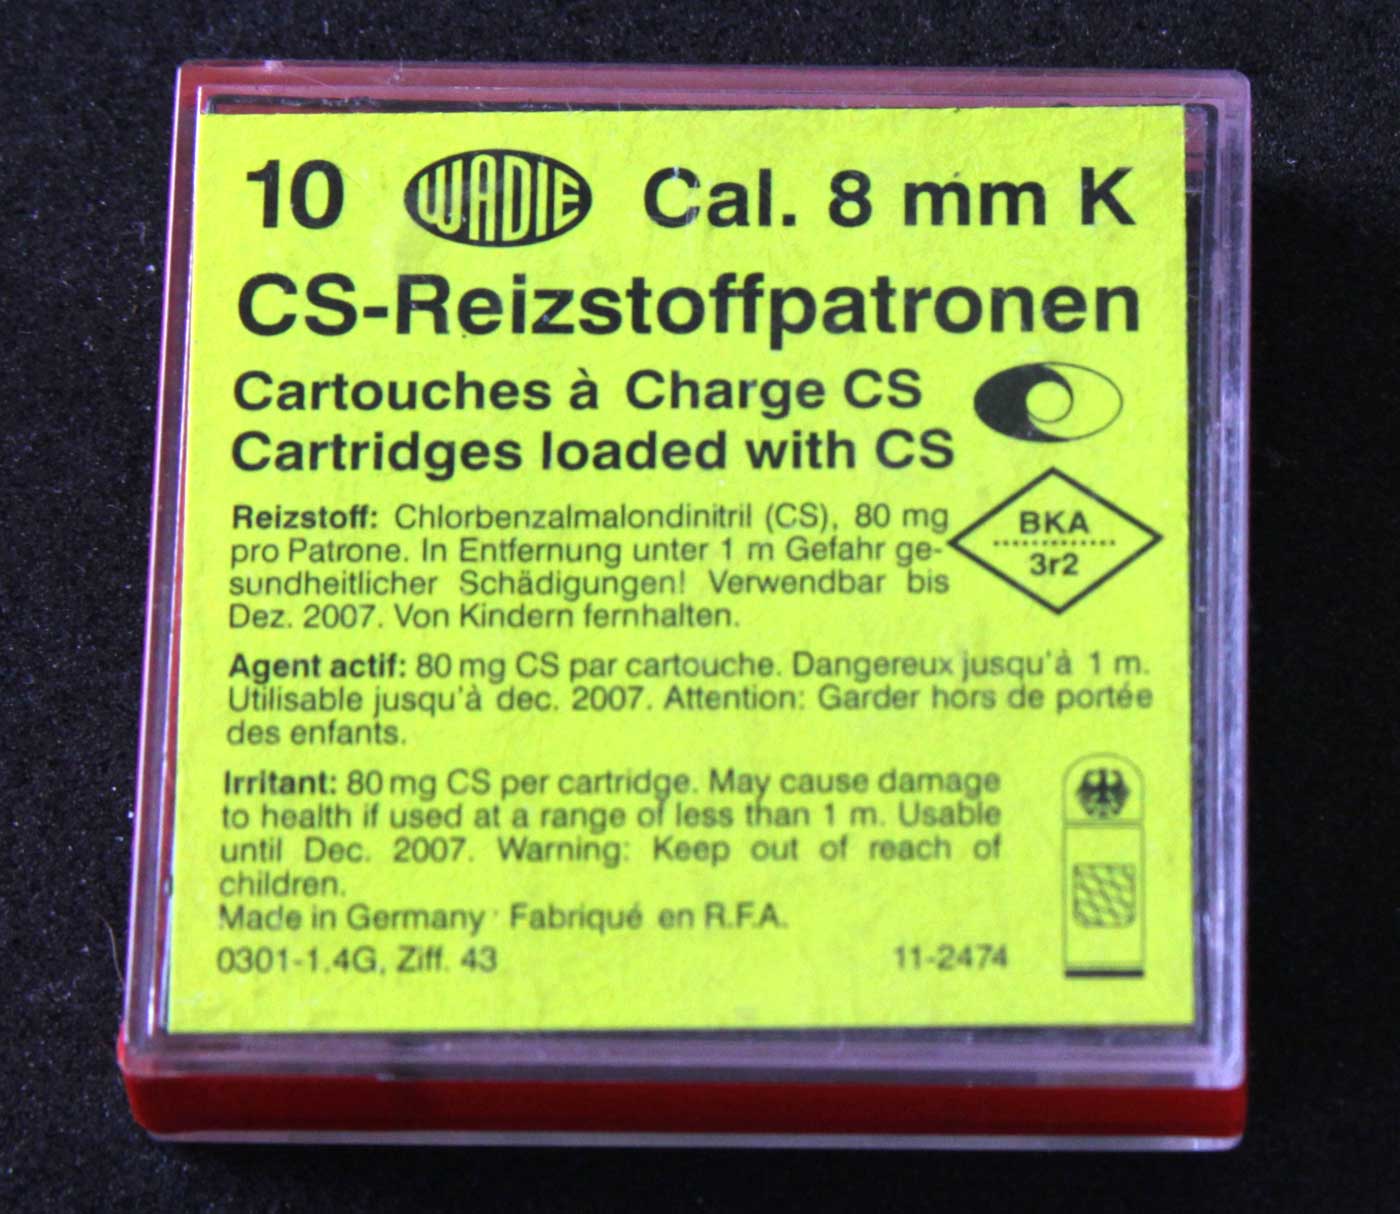 10 WADIE Cal. 8 mm K
CS-Reizstoffpatronen
Cartouches à Charge CS
Cartridges loaded with CS
Reizstoff: Chlorbenzalmalondinitril (CS), 80 mg
pro Patrone. In Entfernung unter 1 m Gefahr ge-
sundheitlicher Schädigungen! Verwendbar bis
Dez. 2007. Von Kindern fernhalten.
BKA
3r2
Agent actif: 80 mg CS par cartouche. Dangereux jusqu'à 1 m.
Utilisable jusqu'à dec. 2007. Attention: Garder hors de portée
des enfants.
Irritant: 80 mg CS per cartridge. May cause damage
to health if used at a range of less than 1 m. Usable
until Dec. 2007. Warning: Keep out of reach of
children.
Made in Germany · Fabriqué en R.F.A.
0301-1.4G, Ziff. 43 11-2474